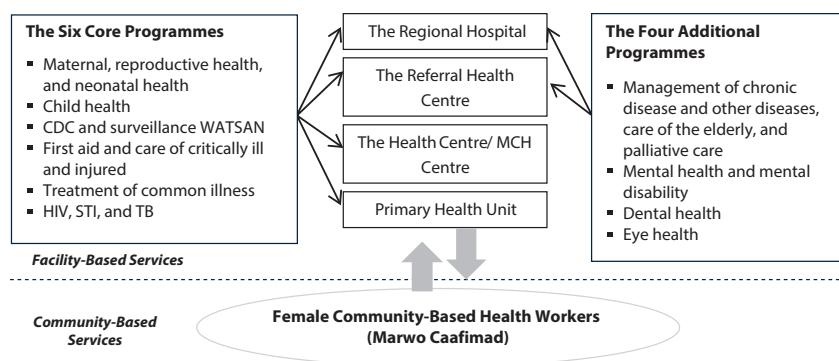 The Six Core Programmes
▪ Maternal, reproductive health,
and neonatal health
▪ Child health
▪ CDC and surveillance WATSAN
▪ First aid and care of critically ill
and injured
▪ Treatment of common illness
▪ HIV, STI, and TB
The Regional Hospital
The Referral Health
Centre
The Health Centre/ MCH
Centre
Primary Health Unit
The Four Additional
Programmes
▪ Management of chronic
disease and other diseases,
care of the elderly, and
palliative care
▪ Mental health and mental
disability
▪ Dental health
▪ Eye health
Facility-Based Services
Community-Based
Services
Female Community-Based Health Workers
(Marwo Caafimad)